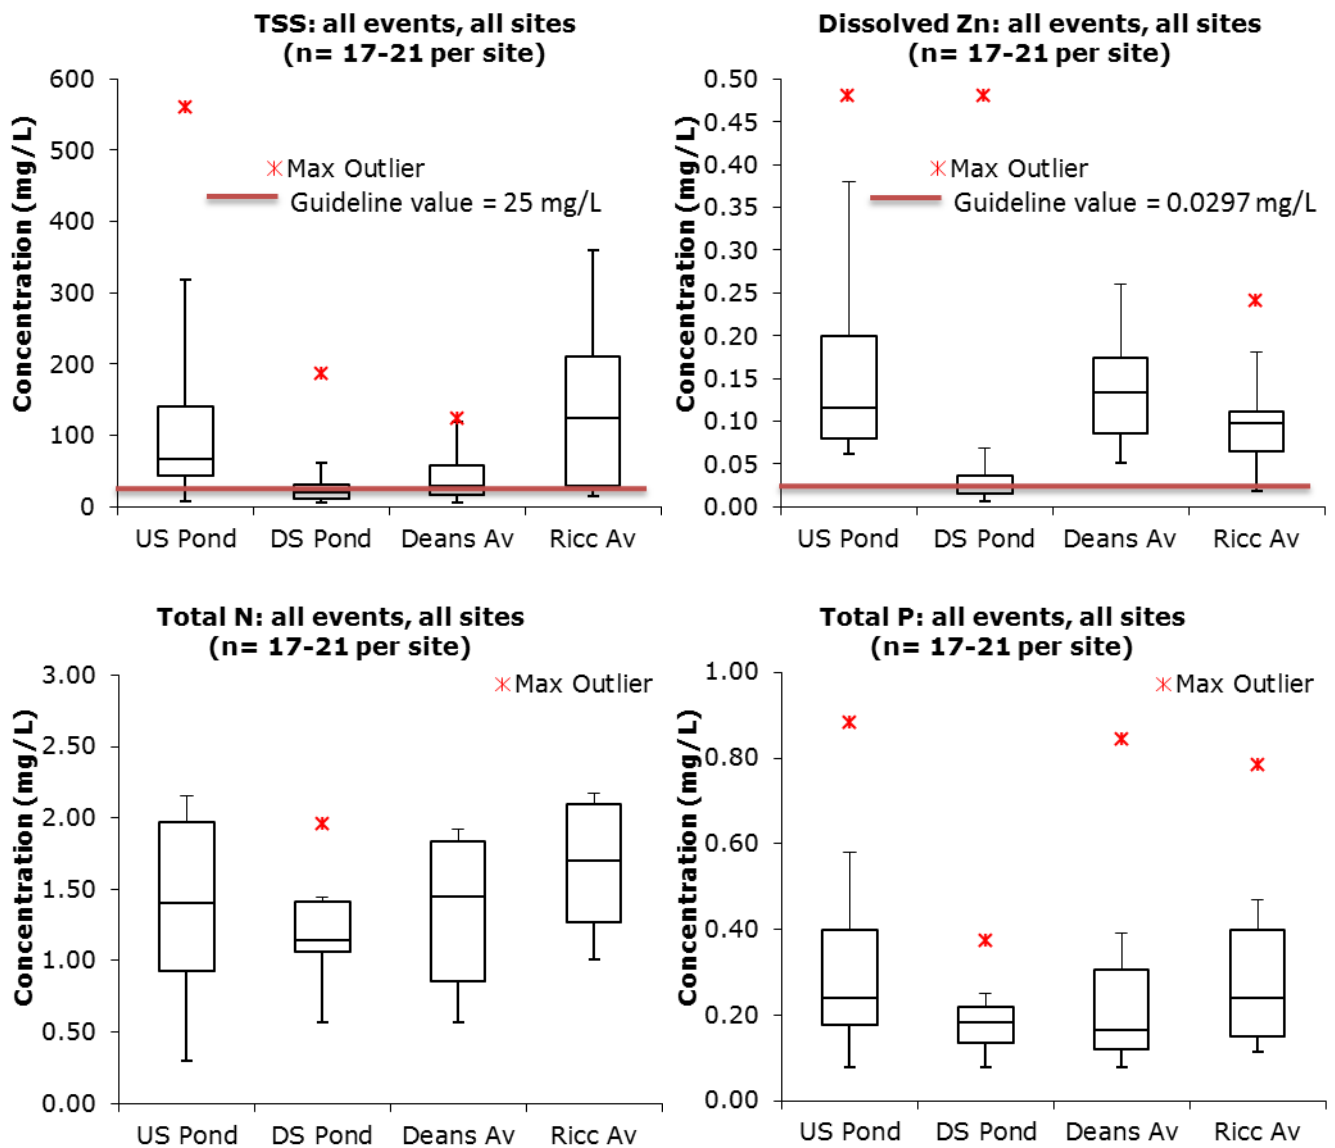 TSS: all events, all sites
(n= 17-21 per site)
Concentration (mg/L)
600
500
400
300
200
100
0
Max Outlier
Guideline value = 25 mg/L
US Pond DS Pond Deans Av Ricc Av
Dissolved Zn: all events, all sites
(n= 17-21 per site)
Concentration (mg/L)
0.50
0.45
0.40
0.35
0.30
0.25
0.20
0.15
0.10
0.05
0.00
Max Outlier
Guideline value = 0.0297 mg/L
US Pond DS Pond Deans Av Ricc Av
Total N: all events, all sites
(n= 17-21 per site)
Concentration (mg/L)
3.00
2.50
2.00
1.50
1.00
0.50
0.00
Max Outlier
US Pond DS Pond Deans Av Ricc Av
Total P: all events, all sites
(n= 17-21 per site)
Concentration (mg/L)
1.00
0.80
0.60
0.40
0.20
0.00
Max Outlier
US Pond DS Pond Deans Av Ricc Av